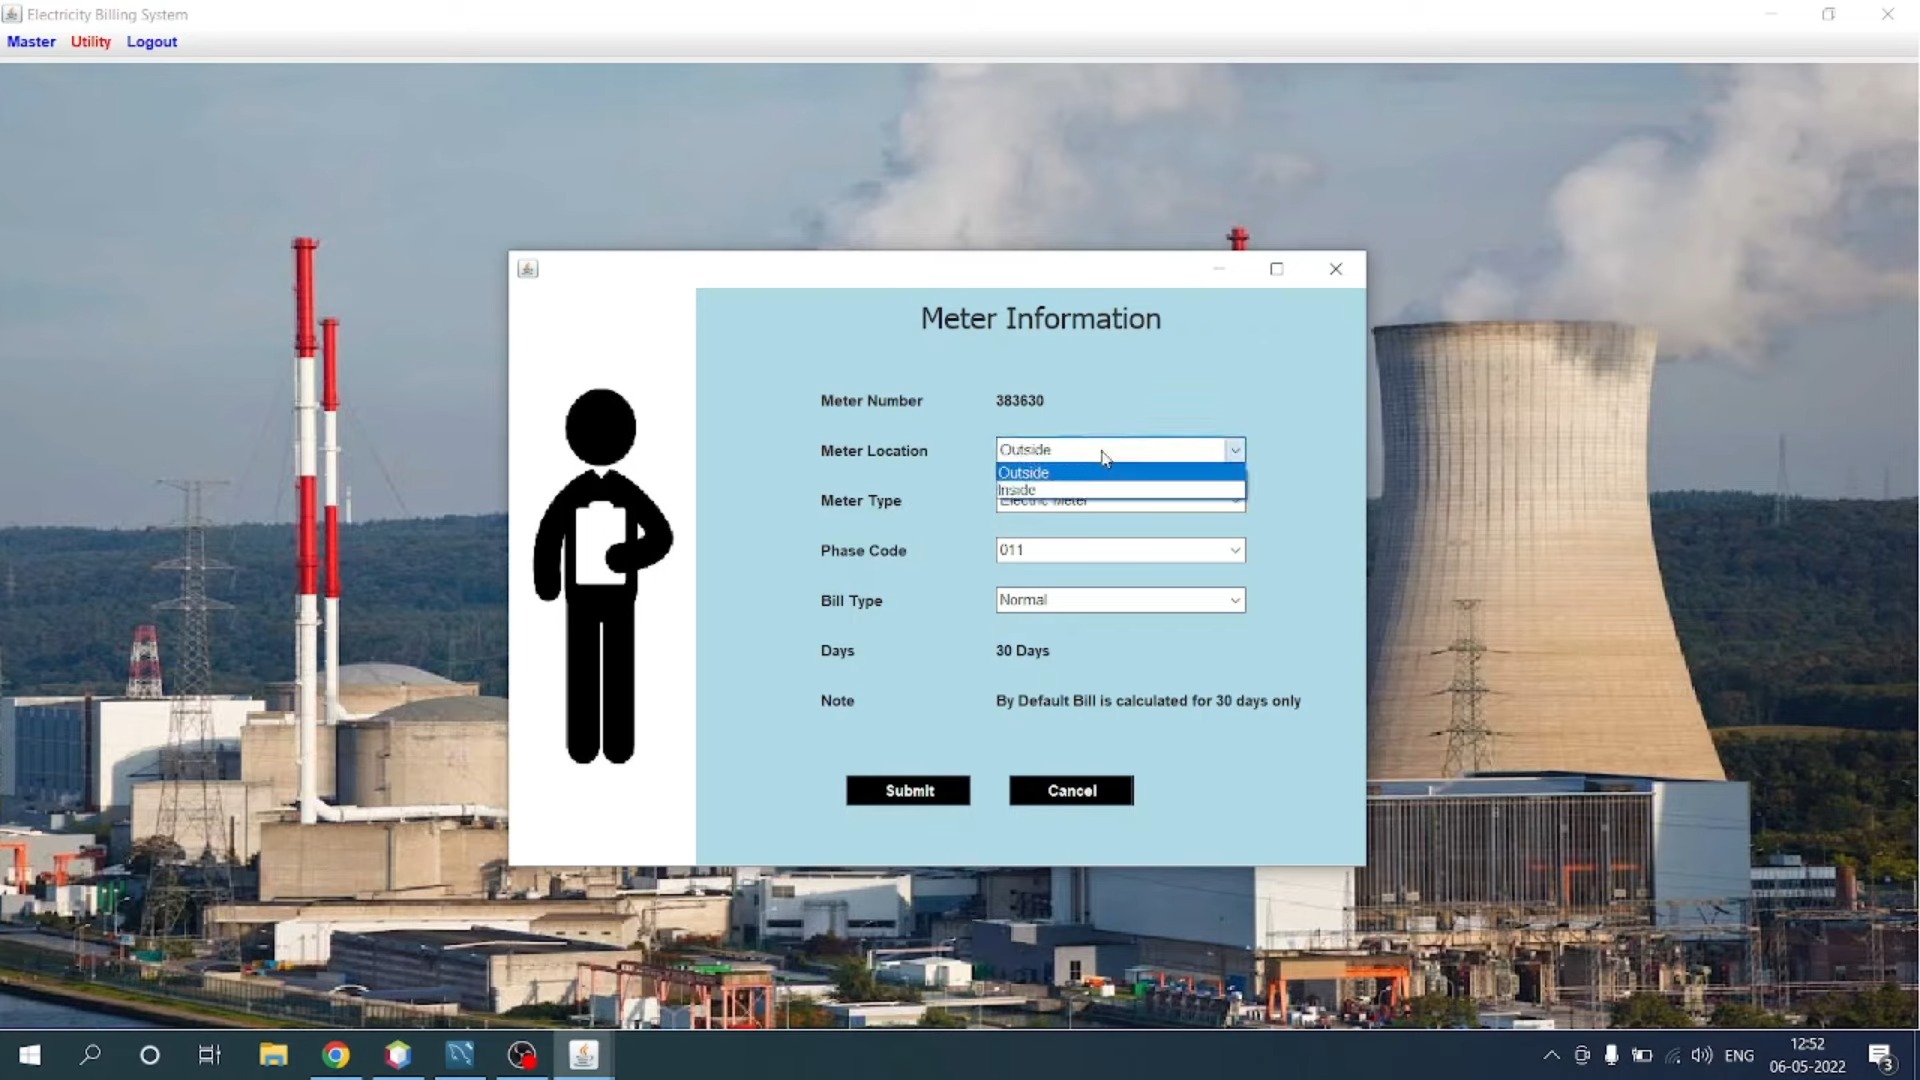 Electricity Billing System
Master Utility Logout
Meter Information
Meter Number 383630
Meter Location Outside
Outside
Inside
Meter Type Electric Meter
Phase Code 011
Bill Type Normal
Days 30 Days
Note By Default Bill is calculated for 30 days only
Submit Cancel
ENG 12:52
06-05-2022
3